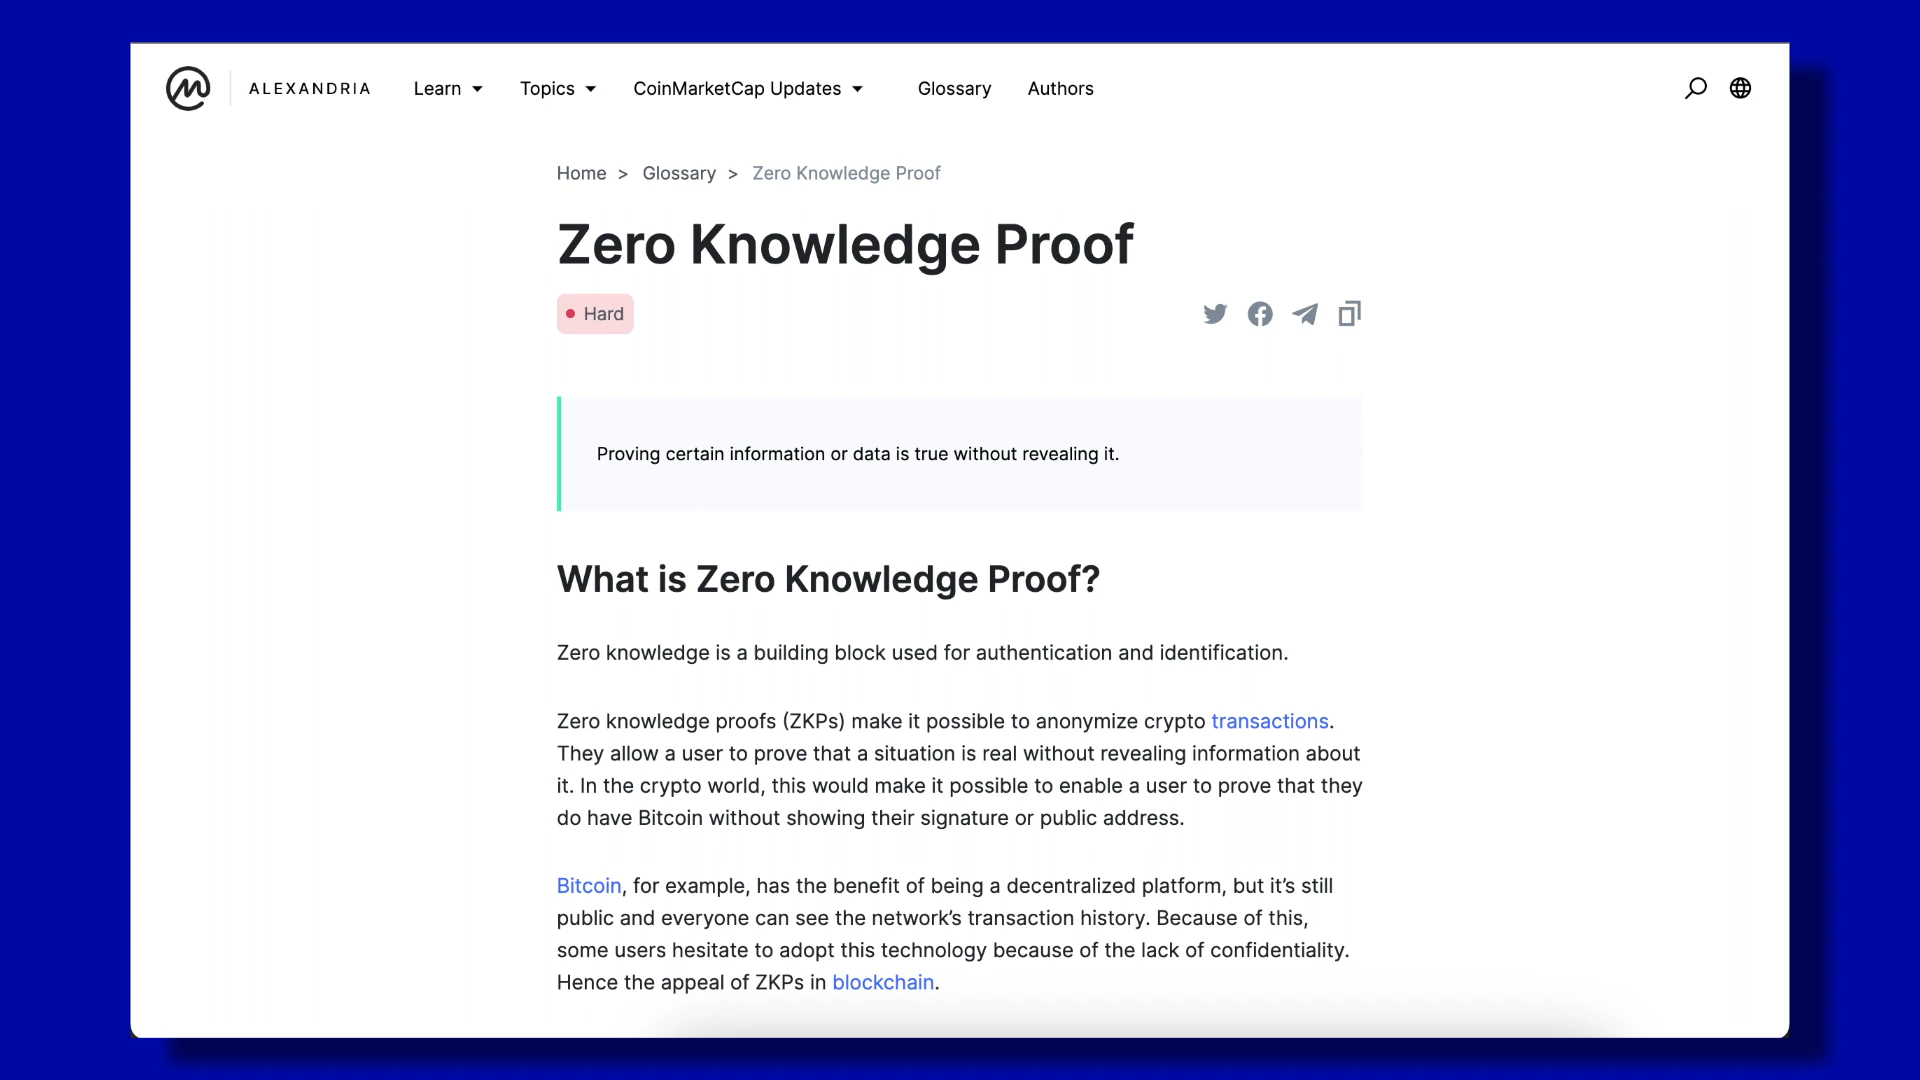 ALEXANDRIA Learn Topics CoinMarketCap Updates Glossary Authors
Home > Glossary > Zero Knowledge Proof
Zero Knowledge Proof
Hard
Proving certain information or data is true without revealing it.
What is Zero Knowledge Proof?
Zero knowledge is a building block used for authentication and identification.
Zero knowledge proofs (ZKPs) make it possible to anonymize crypto transactions.
They allow a user to prove that a situation is real without revealing information about
it. In the crypto world, this would make it possible to enable a user to prove that they
do have Bitcoin without showing their signature or public address.
Bitcoin, for example, has the benefit of being a decentralized platform, but it’s still
public and everyone can see the network’s transaction history. Because of this,
some users hesitate to adopt this technology because of the lack of confidentiality.
Hence the appeal of ZKPs in blockchain.